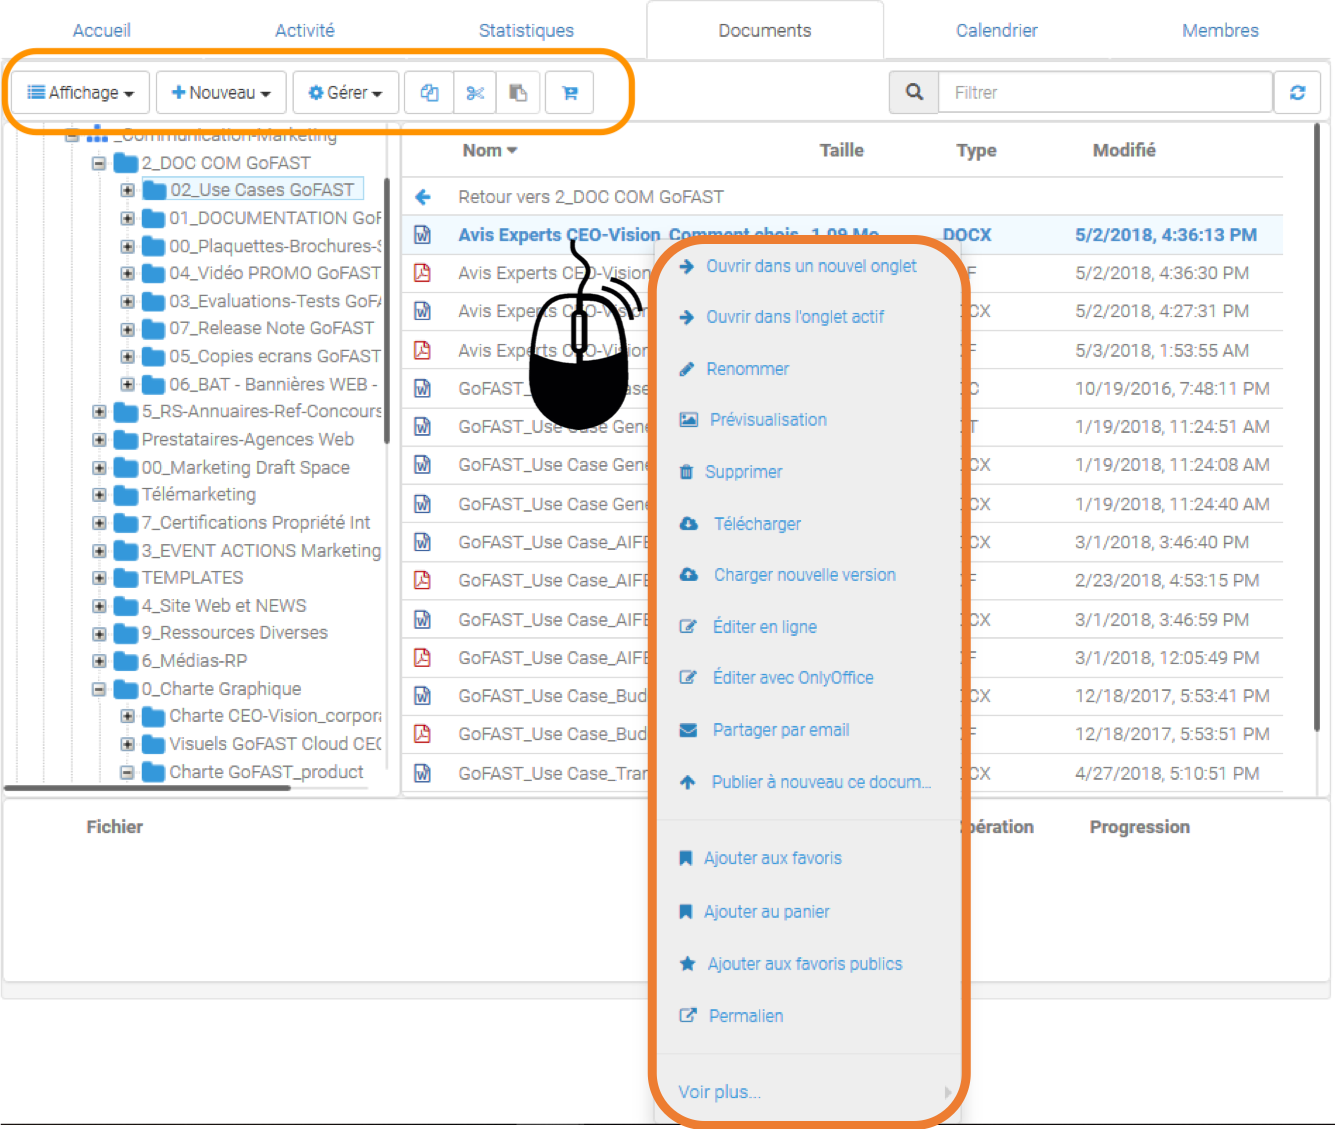 Accueil Activité Statistiques Documents Calendrier Membres
Affichage Nouveau Gérer Filtrer
_Communication-Marketing
2_DOC COM GoFAST
02_Use Cases GoFAST
01_DOCUMENTATION GoF
00_Plaquettes-Brochures-
04_Vidéo PROMO GoFAST
03_Evaluations-Tests GoF
07_Release Note GoFAST
05_Copies ecrans GoFAST
06_BAT - Bannières WEB -
5_RS-Annuaires-Ref-Concours
Prestataires-Agences Web
00_Marketing Draft Space
Télémarketing
7_Certifications Propriété Int
3_EVENT ACTIONS Marketing
TEMPLATES
4_Site Web et NEWS
9_Ressources Diverses
6_Médias-RP
0_Charte Graphique
Charte CEO-Vision_corpor
Visuels GoFAST Cloud CE
Charte GoFAST_product
Nom Taille Type Modifié
Retour vers 2_DOC COM GoFAST
Avis Experts CEO-Vision_Comment chois 1.09 Mo DOCX 5/2/2018, 4:36:13 PM
Avis Experts CEO-Vision F 5/2/2018, 4:36:30 PM
Avis Experts CEO-Vision CX 5/2/2018, 4:27:31 PM
Avis Experts CEO-Vision F 5/3/2018, 1:53:55 AM
GoFAST_ ase C 10/19/2016, 7:48:11 PM
GoFAST_Use Case Gene T 1/19/2018, 11:24:51 AM
GoFAST_Use Case Gene CX 1/19/2018, 11:24:08 AM
GoFAST_Use Case Gene CX 1/19/2018, 11:24:40 AM
GoFAST_Use Case_AIFE CX 3/1/2018, 3:46:40 PM
GoFAST_Use Case_AIFE F 2/23/2018, 4:53:15 PM
GoFAST_Use Case_AIFE CX 3/1/2018, 3:46:59 PM
GoFAST_Use Case_AIFE F 3/1/2018, 12:05:49 PM
GoFAST_Use Case_Bud CX 12/18/2017, 5:53:41 PM
GoFAST_Use Case_Bud F 12/18/2017, 5:53:51 PM
GoFAST_Use Case_Tran CX 4/27/2018, 5:10:51 PM
Ouvrir dans un nouvel onglet
Ouvrir dans l'onglet actif
Renommer
Prévisualisation
Supprimer
Télécharger
Charger nouvelle version
Éditer en ligne
Éditer avec OnlyOffice
Partager par email
Publier à nouveau ce docum...
Ajouter aux favoris
Ajouter au panier
Ajouter aux favoris publics
Permalien
Voir plus...
Fichier pération Progression